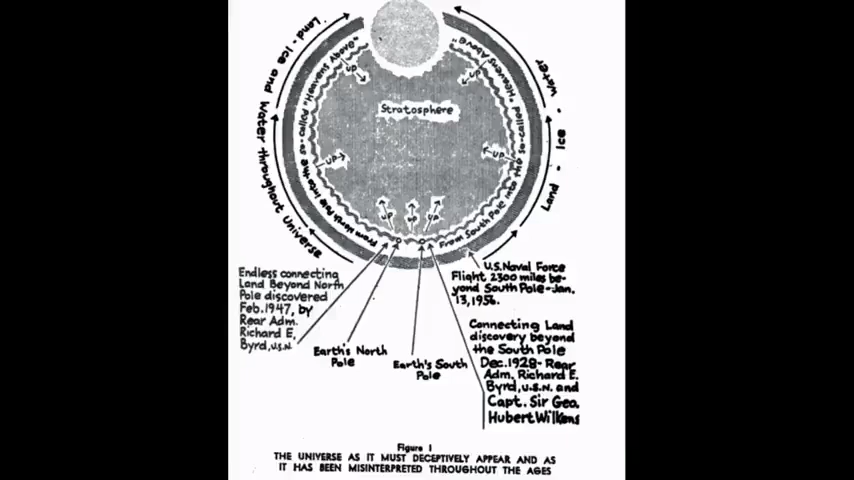 Land - Ice and Water throughout Universe
Land - Ice - Water
From North Pole into the so-called "Heavens Above"
From South Pole into the so-called "Heavens Above"
UP
UP
Stratosphere
UP
UP
UP
UP
UP
Endless connecting
Land Beyond North
Pole discovered
Feb. 1947, by
Rear Adm.
Richard E.
Byrd, U.S.N.
Earth's North
Pole
Earth's South
Pole
U.S. Naval Force
Flight 2300 miles be-
yond South Pole-Jan.
13, 1956.
Connecting Land
discovery beyond
the South Pole
Dec. 1928- Rear
Adm. Richard E.
Byrd, U.S.N. and
Capt. Sir Geo.
Hubert Wilkens
Figure 1
THE UNIVERSE AS IT MUST DECEPTIVELY APPEAR AND AS
IT HAS BEEN MISINTERPRETED THROUGHOUT THE AGES